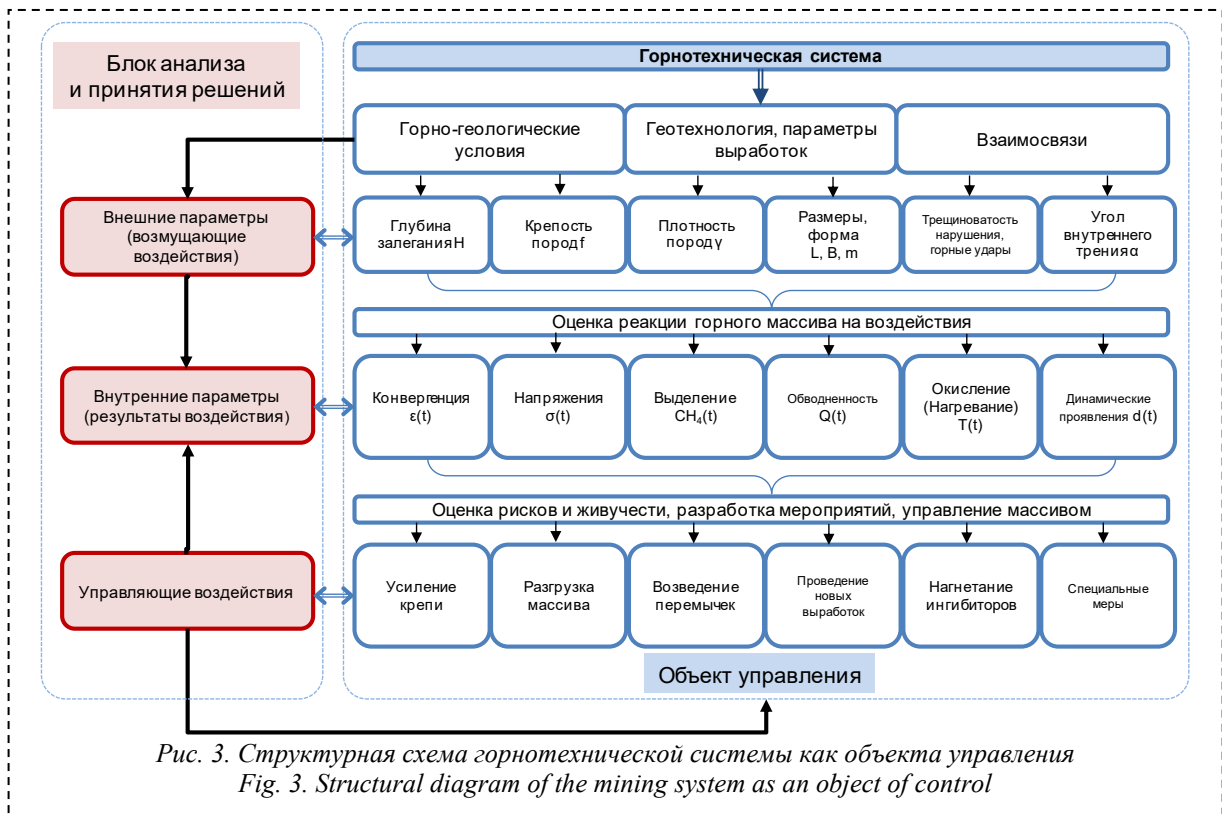 Блок анализа
и принятия решений
Горнотехническая система
Горно-геологические
условия
Геотехнология, параметры
выработок
Взаимосвязи
Внешние параметры
(возмущающие
воздействия)
Глубина
залегания H
Крепость
пород f
Плотность
пород γ
Размеры,
форма
L, B, m
Трещиноватость
нарушения,
горные удары
Угол
внутреннего
трения α
Оценка реакции горного массива на воздействия
Внутренние параметры
(результаты воздействия)
Конвергенция
ε(t)
Напряжения
σ(t)
Выделение
CH₄(t)
Обводненность
Q(t)
Окисление
(Нагревание)
T(t)
Динамические
проявления d(t)
Оценка рисков и живучести, разработка мероприятий, управление массивом
Управляющие воздействия
Усиление
крепи
Разгрузка
массива
Возведение
перемычек
Проведение
новых
выработок
Нагнетание
ингибиторов
Специальные
меры
Объект управления
Рис. 3. Структурная схема горнотехнической системы как объекта управления
Fig. 3. Structural diagram of the mining system as an object of control